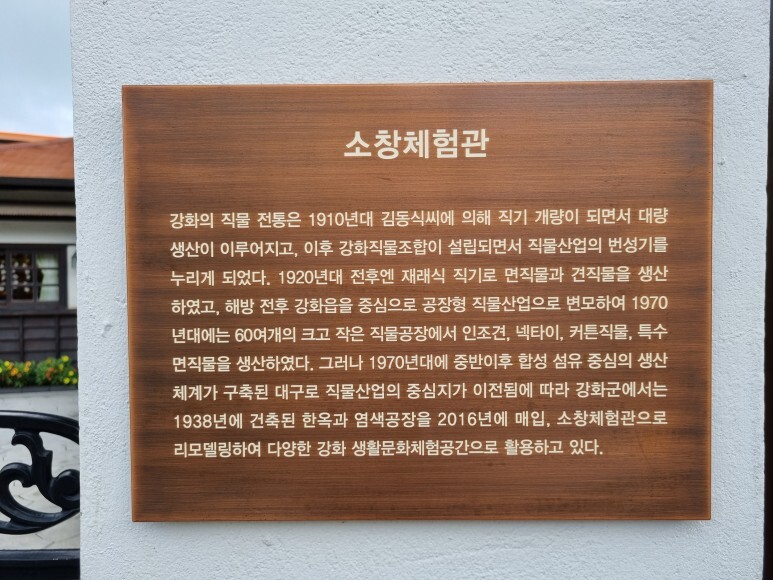 소창체험관
강화의 직물 전통은 1910년대 김동식씨에 의해 직기 개량이 되면서 대량
생산이 이루어지고, 이후 강화직물조합이 설립되면서 직물산업의 번성기를
누리게 되었다. 1920년대 전후엔 재래식 직기로 면직물과 견직물을 생산
하였고, 해방 전후 강화읍을 중심으로 공장형 직물산업으로 변모하여 1970
년대에는 60여개의 크고 작은 직물공장에서 인조견, 넥타이, 커튼직물, 특수
면직물을 생산하였다. 그러나 1970년대에 중반이후 합성 섬유 중심의 생산
체계가 구축된 대구로 직물산업의 중심지가 이전됨에 따라 강화군에서는
1938년에 건축된 한옥과 염색공장을 2016년에 매입, 소창체험관으로
리모델링하여 다양한 강화 생활문화체험공간으로 활용하고 있다.